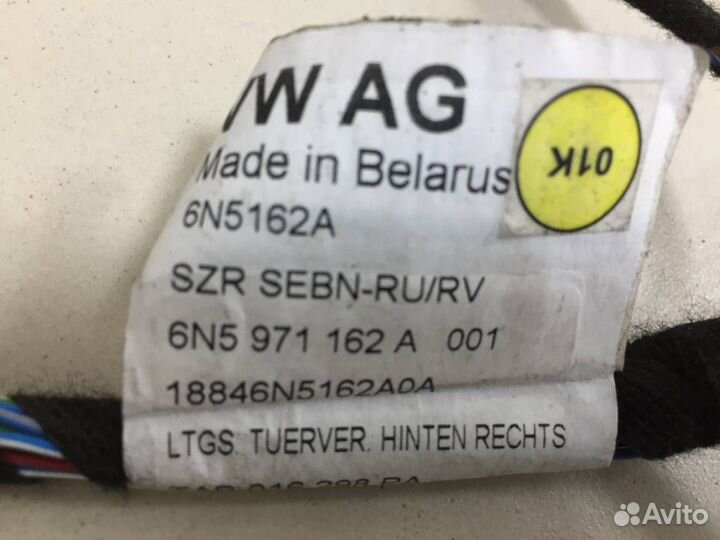 VW AG
Made in Belarus
01K
6N5162A
SZR SEBN-RU/RV
6N5 971 162 A 001
18846N5162A0A
LTGS. TUERVER. HINTEN RECHTS
Avito